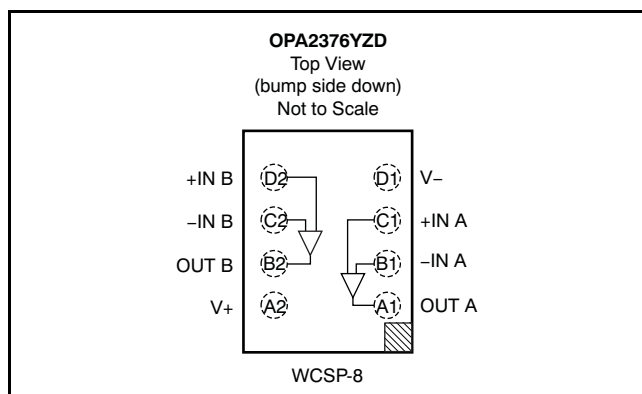 OPA2376YZD
Top View
(bump side down)
Not to Scale
+IN B D2 D1 V−
−IN B C2 C1 +IN A
OUT B B2 B1 −IN A
V+ A2 A1 OUT A
WCSP-8